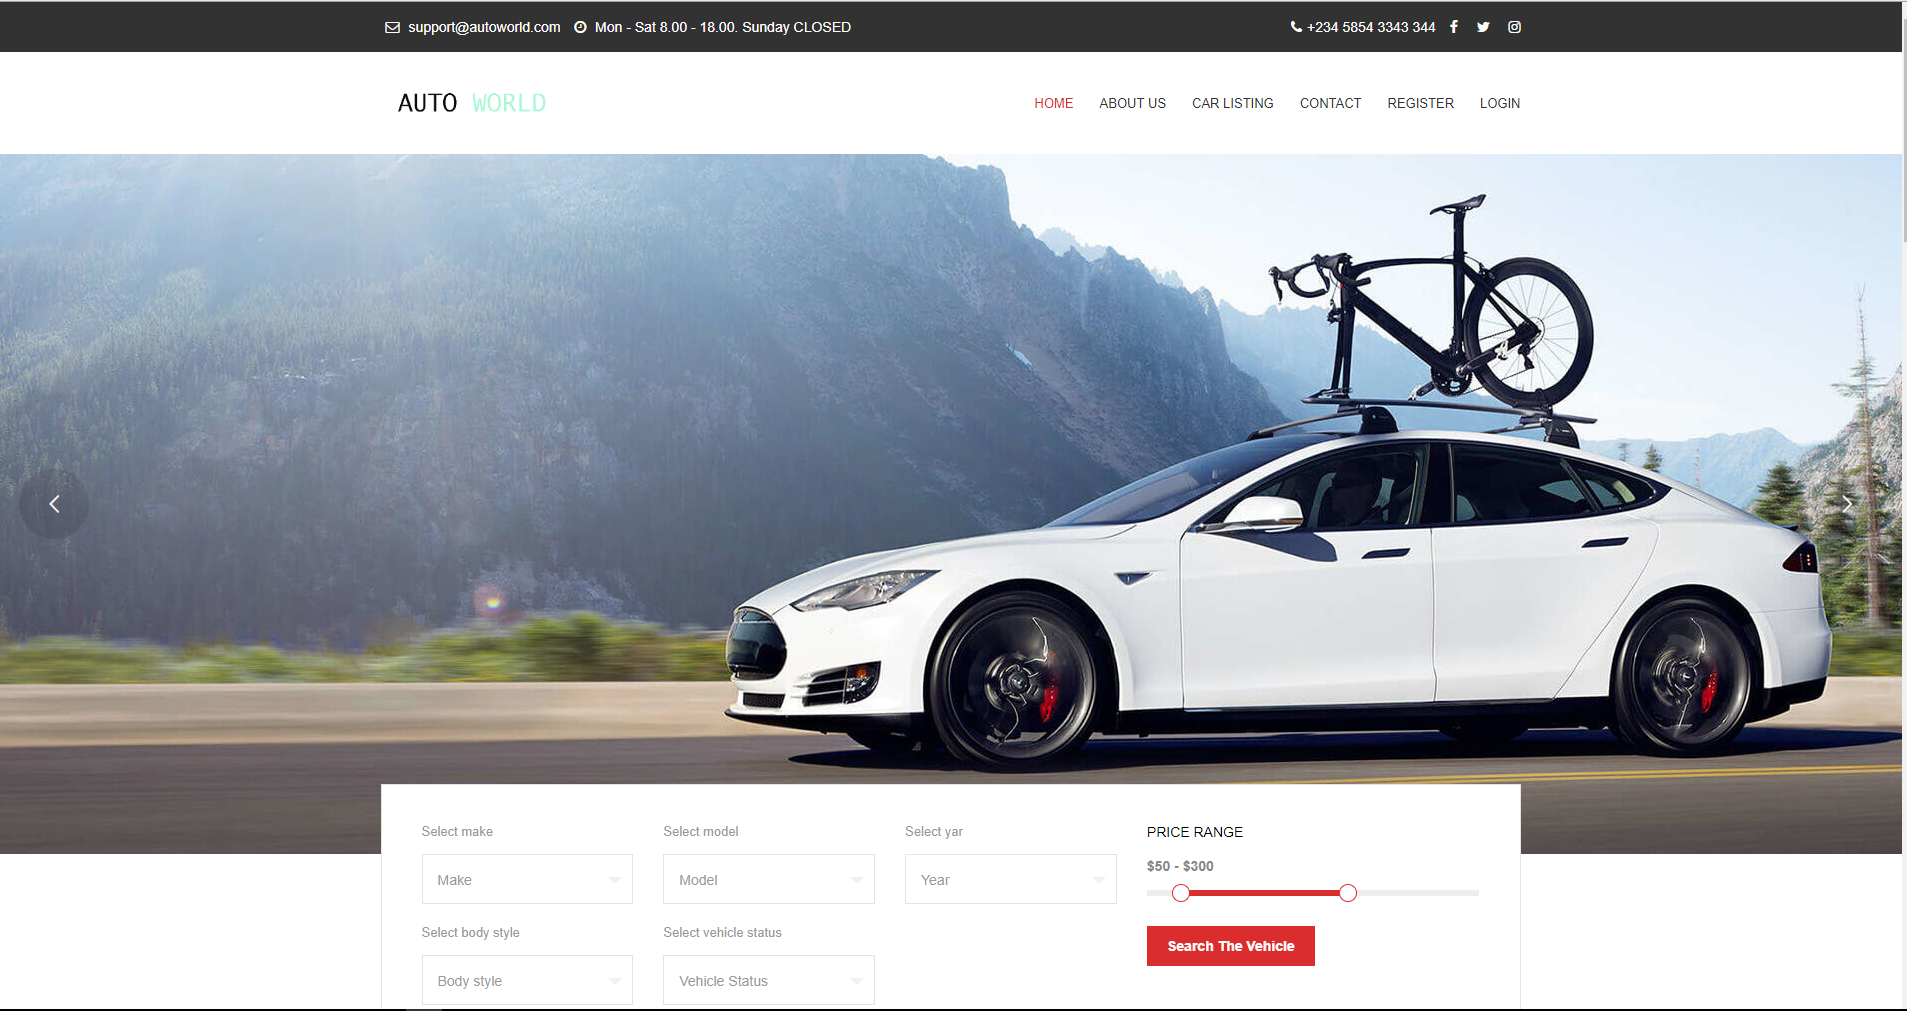 support@autoworld.com Mon - Sat 8.00 - 18.00. Sunday CLOSED +234 5854 3343 344
AUTO WORLD HOME ABOUT US CAR LISTING CONTACT REGISTER LOGIN
Select make Select model Select yar PRICE RANGE
$50 - $300
Make Model Year
Select body style Select vehicle status
Search The Vehicle
Body style Vehicle Status